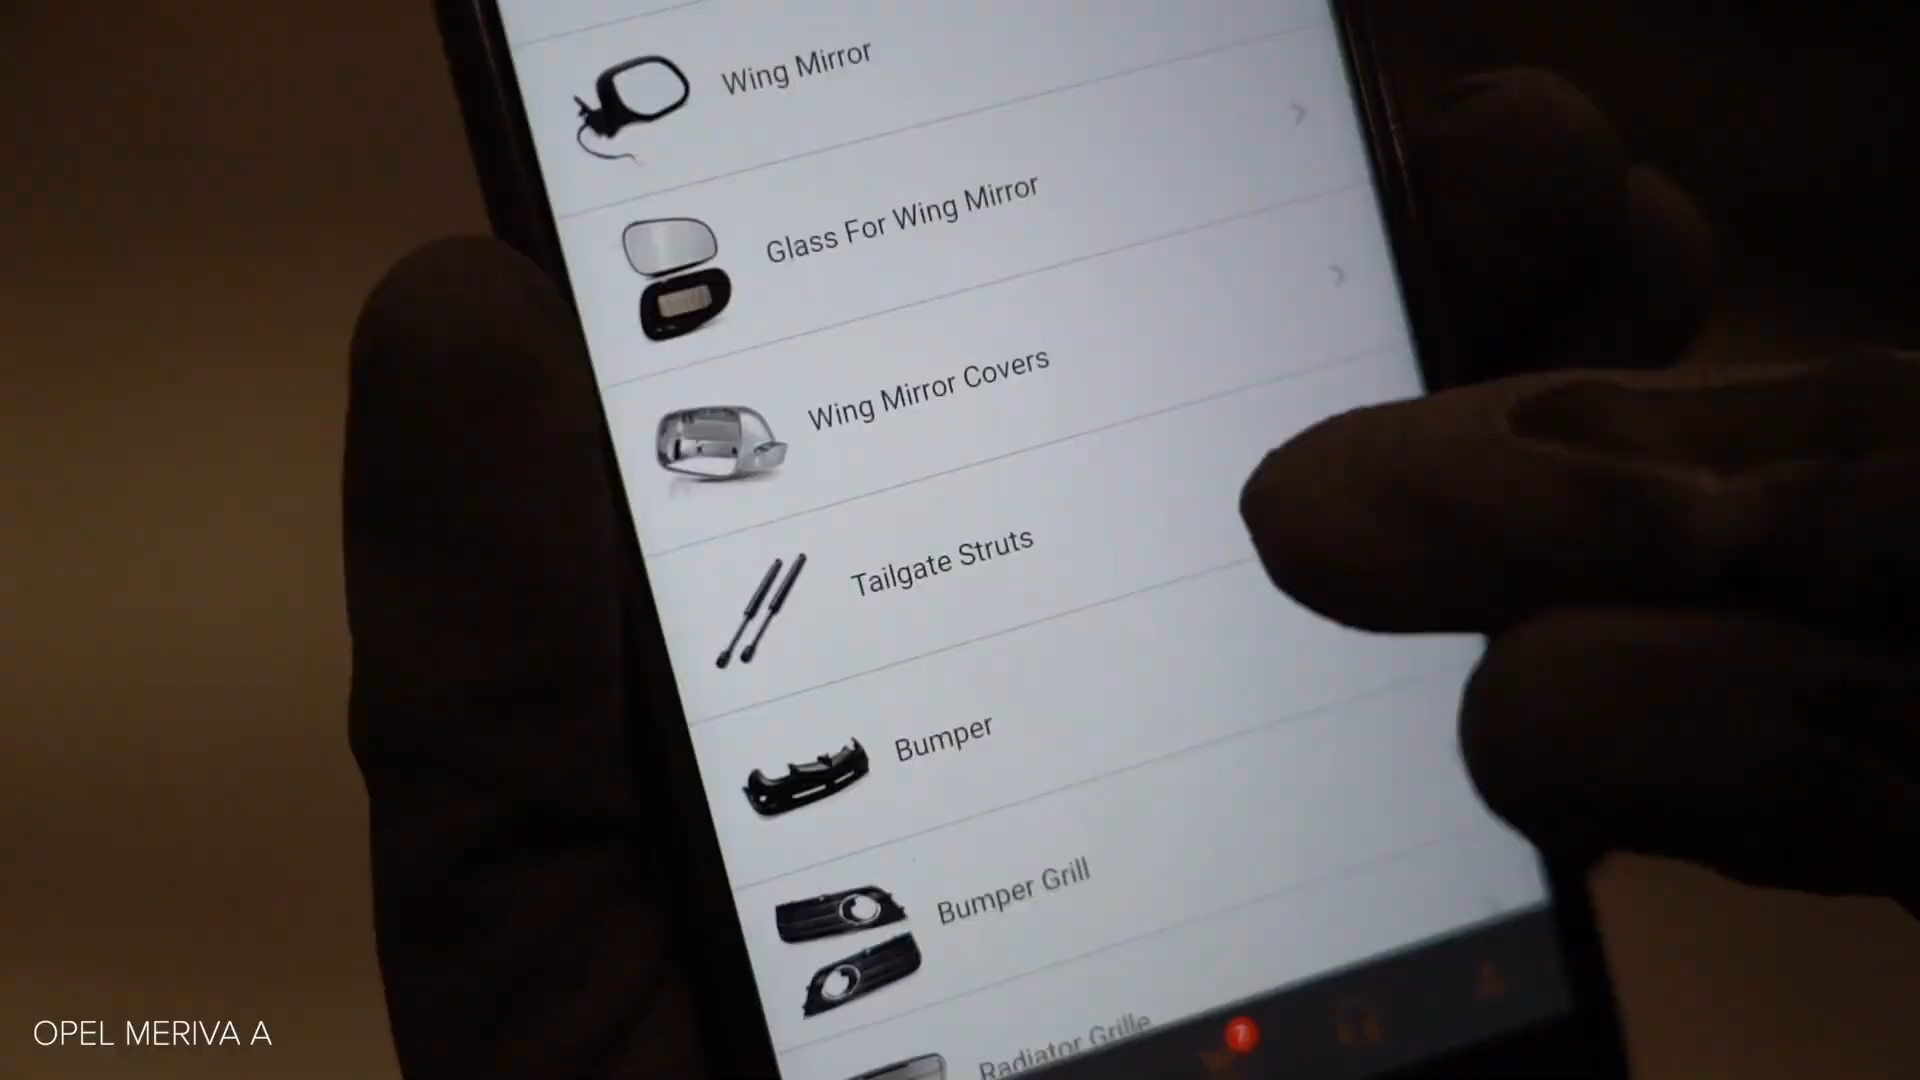 Wing Mirror
Glass For Wing Mirror
Wing Mirror Covers
Tailgate Struts
Bumper
Bumper Grill
Radiator Grille
7
OPEL MERIVA A